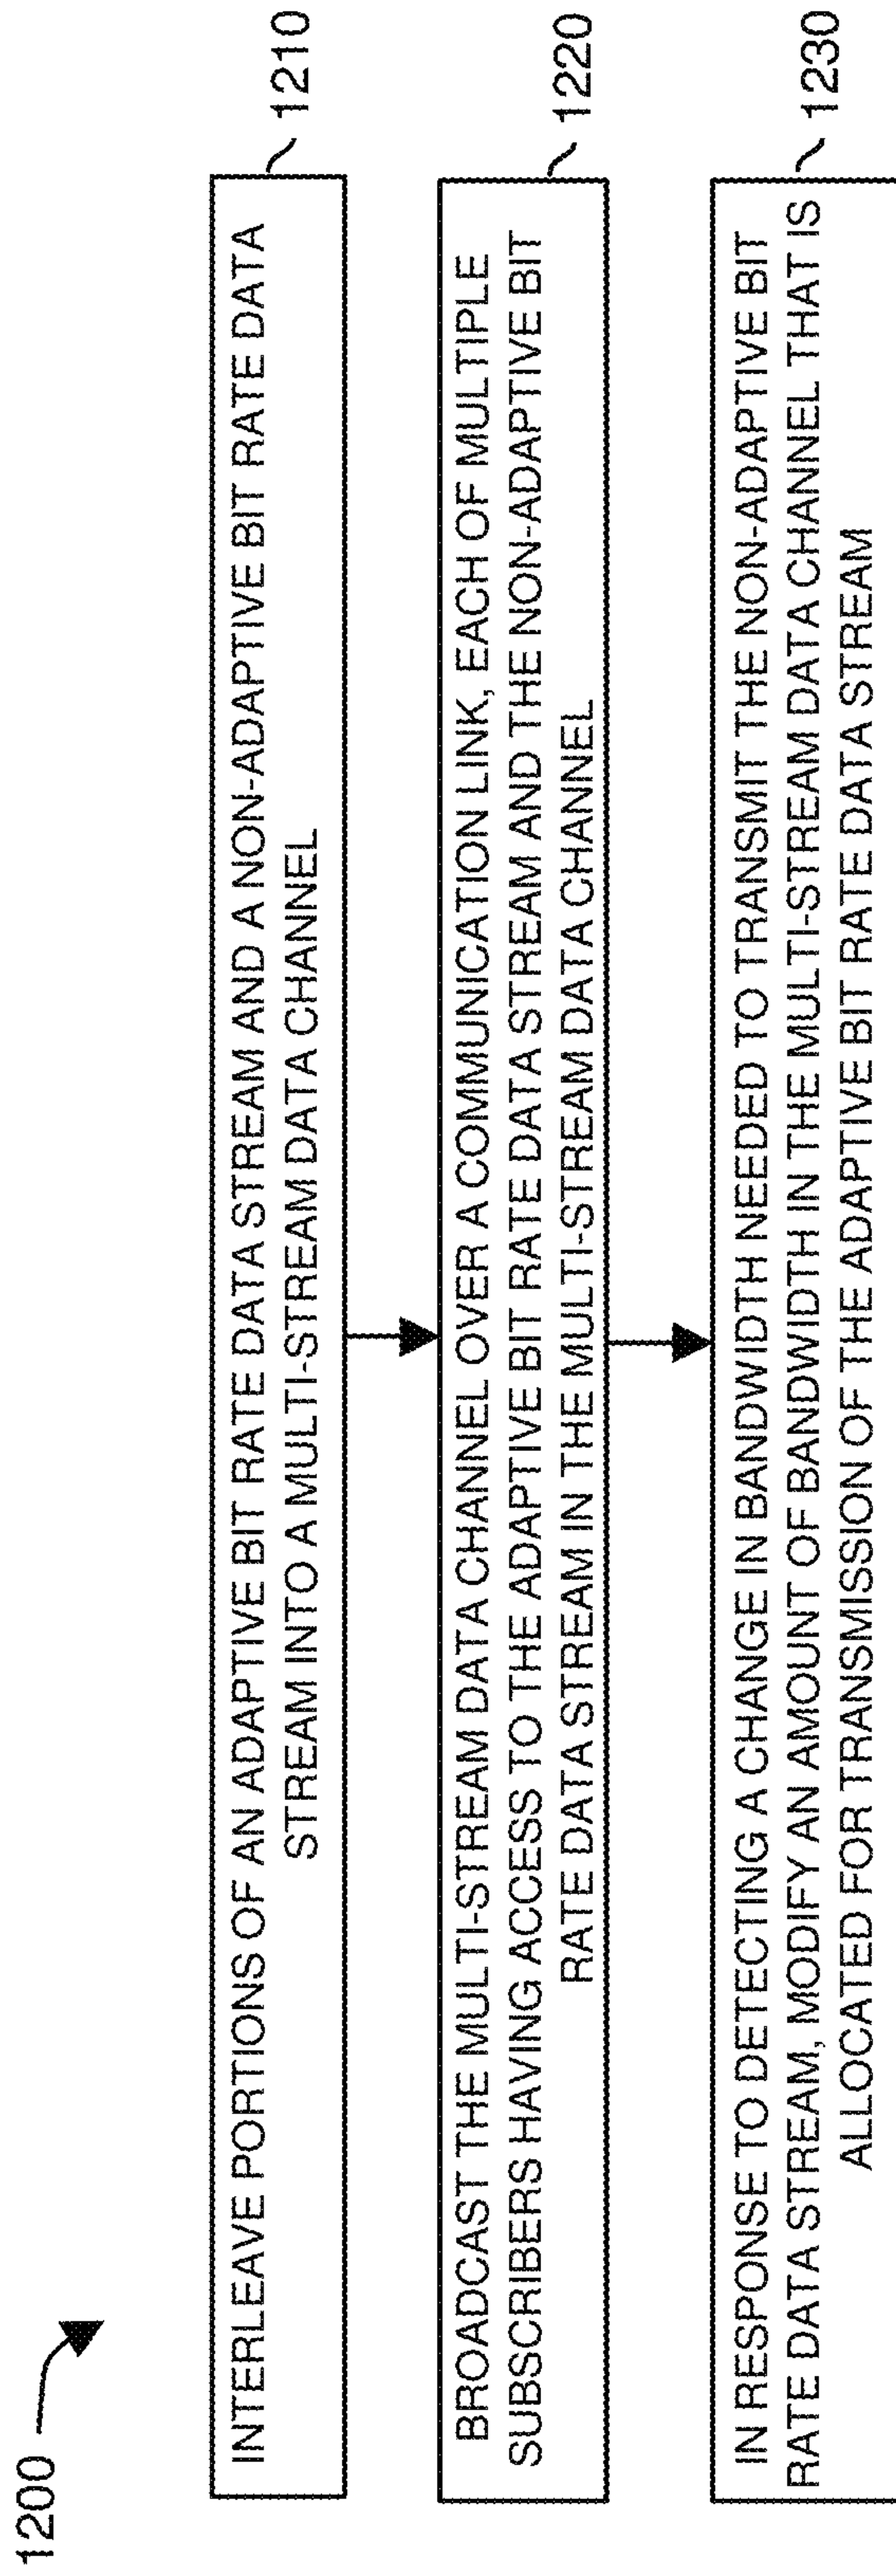 1200
INTERLEAVE PORTIONS OF AN ADAPTIVE BIT RATE DATA STREAM AND A NON-ADAPTIVE BIT RATE DATA
STREAM INTO A MULTI-STREAM DATA CHANNEL
1210
BROADCAST THE MULTI-STREAM DATA CHANNEL OVER A COMMUNICATION LINK, EACH OF MULTIPLE
SUBSCRIBERS HAVING ACCESS TO THE ADAPTIVE BIT RATE DATA STREAM AND THE NON-ADAPTIVE BIT
RATE DATA STREAM IN THE MULTI-STREAM DATA CHANNEL
1220
IN RESPONSE TO DETECTING A CHANGE IN BANDWIDTH NEEDED TO TRANSMIT THE NON-ADAPTIVE BIT
RATE DATA STREAM, MODIFY AN AMOUNT OF BANDWIDTH IN THE MULTI-STREAM DATA CHANNEL THAT IS
ALLOCATED FOR TRANSMISSION OF THE ADAPTIVE BIT RATE DATA STREAM
1230